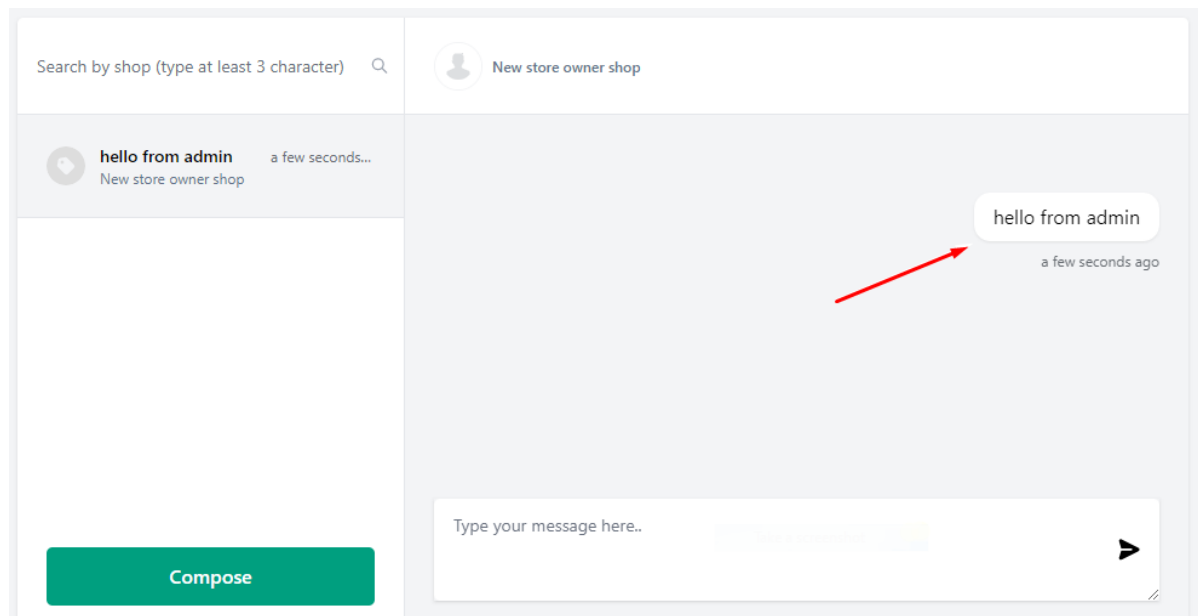 Search by shop (type at least 3 character)
New store owner shop
hello from admin
a few seconds...
New store owner shop
hello from admin
a few seconds ago
Type your message here..
Compose